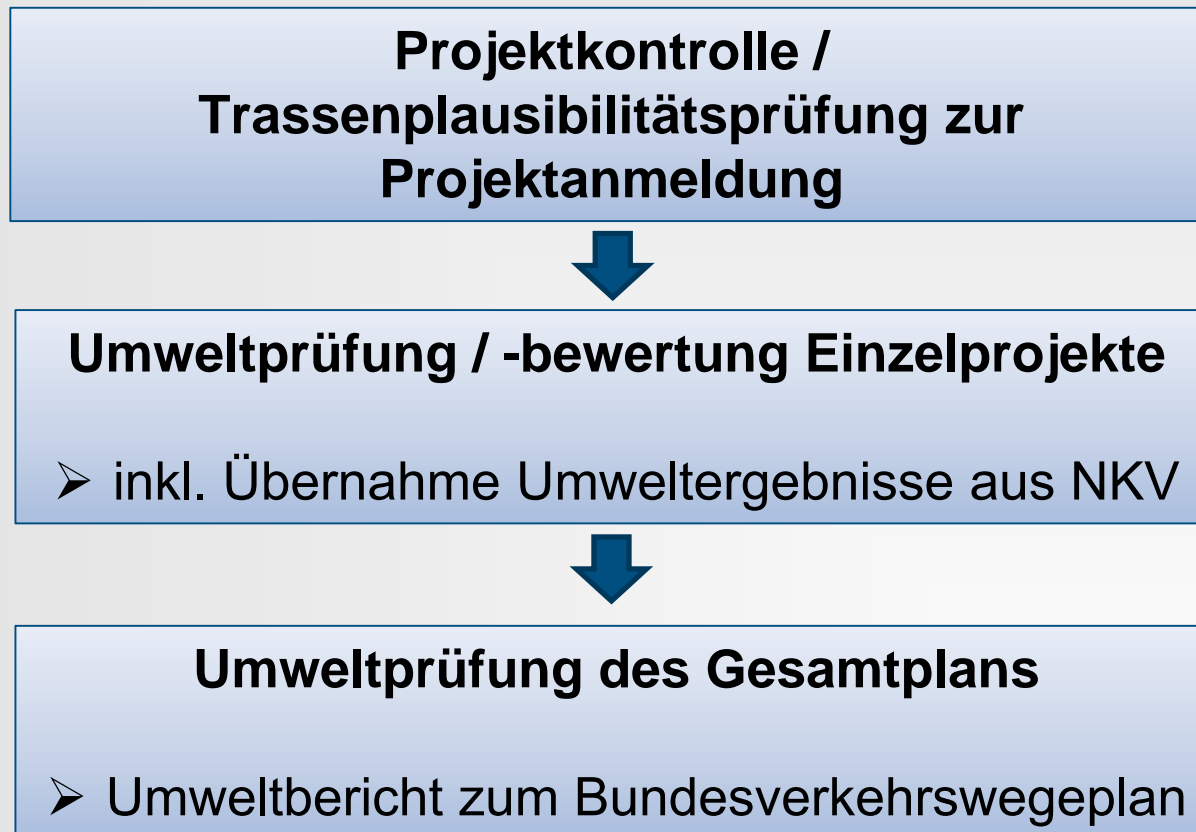 Projektkontrolle /
Trassenplausibilitätsprüfung zur
Projektanmeldung
Umweltprüfung / -bewertung Einzelprojekte
➢ inkl. Übernahme Umweltergebnisse aus NKV
Umweltprüfung des Gesamtplans
➢ Umweltbericht zum Bundesverkehrswegeplan